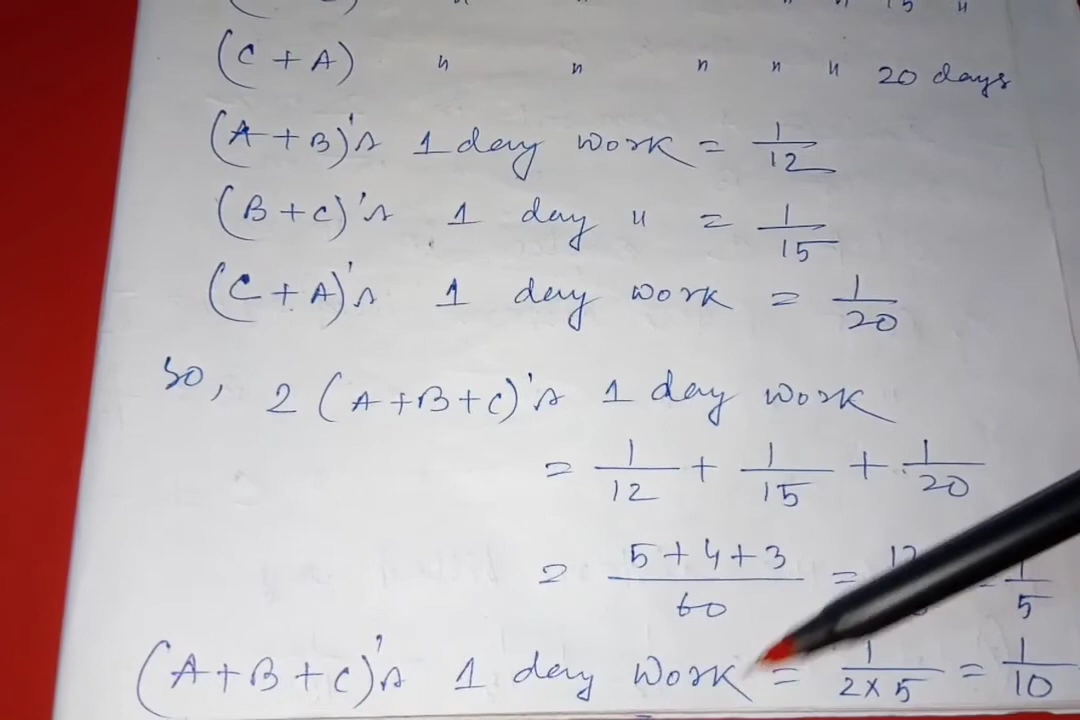 " " " " 15 "
(C + A) " " " " " 20 days
(A + B)'s 1 day work = 1/12
(B + C)'s 1 day " = 1/15
(C + A)'s 1 day work = 1/20
So, 2 (A + B + C)'s 1 day work
= 1/12 + 1/15 + 1/20
= 5 + 4 + 3/60 = 12 = 1/5
(A + B + C)'s 1 day work = 1/2 × 5 = 1/10